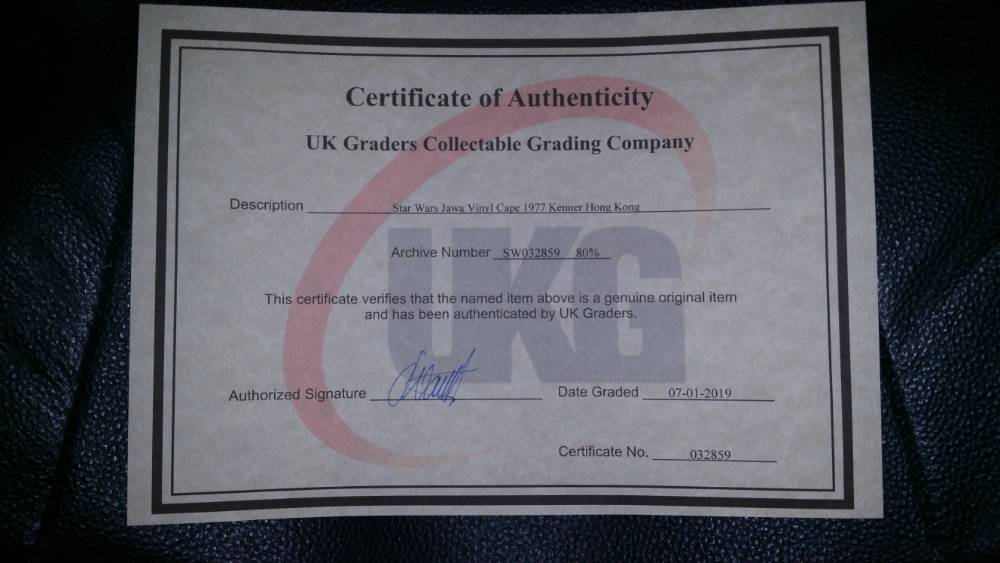 Certificate of Authenticity
UK Graders Collectable Grading Company
Description Star Wars Jawa Vinyl Cape 1977 Kenner Hong Kong
Archive Number SW032859 80%
This certificate verifies that the named item above is a genuine original item
and has been authenticated by UK Graders.
UKG
Authorized Signature
Date Graded 07-01-2019
Certificate No. 032859